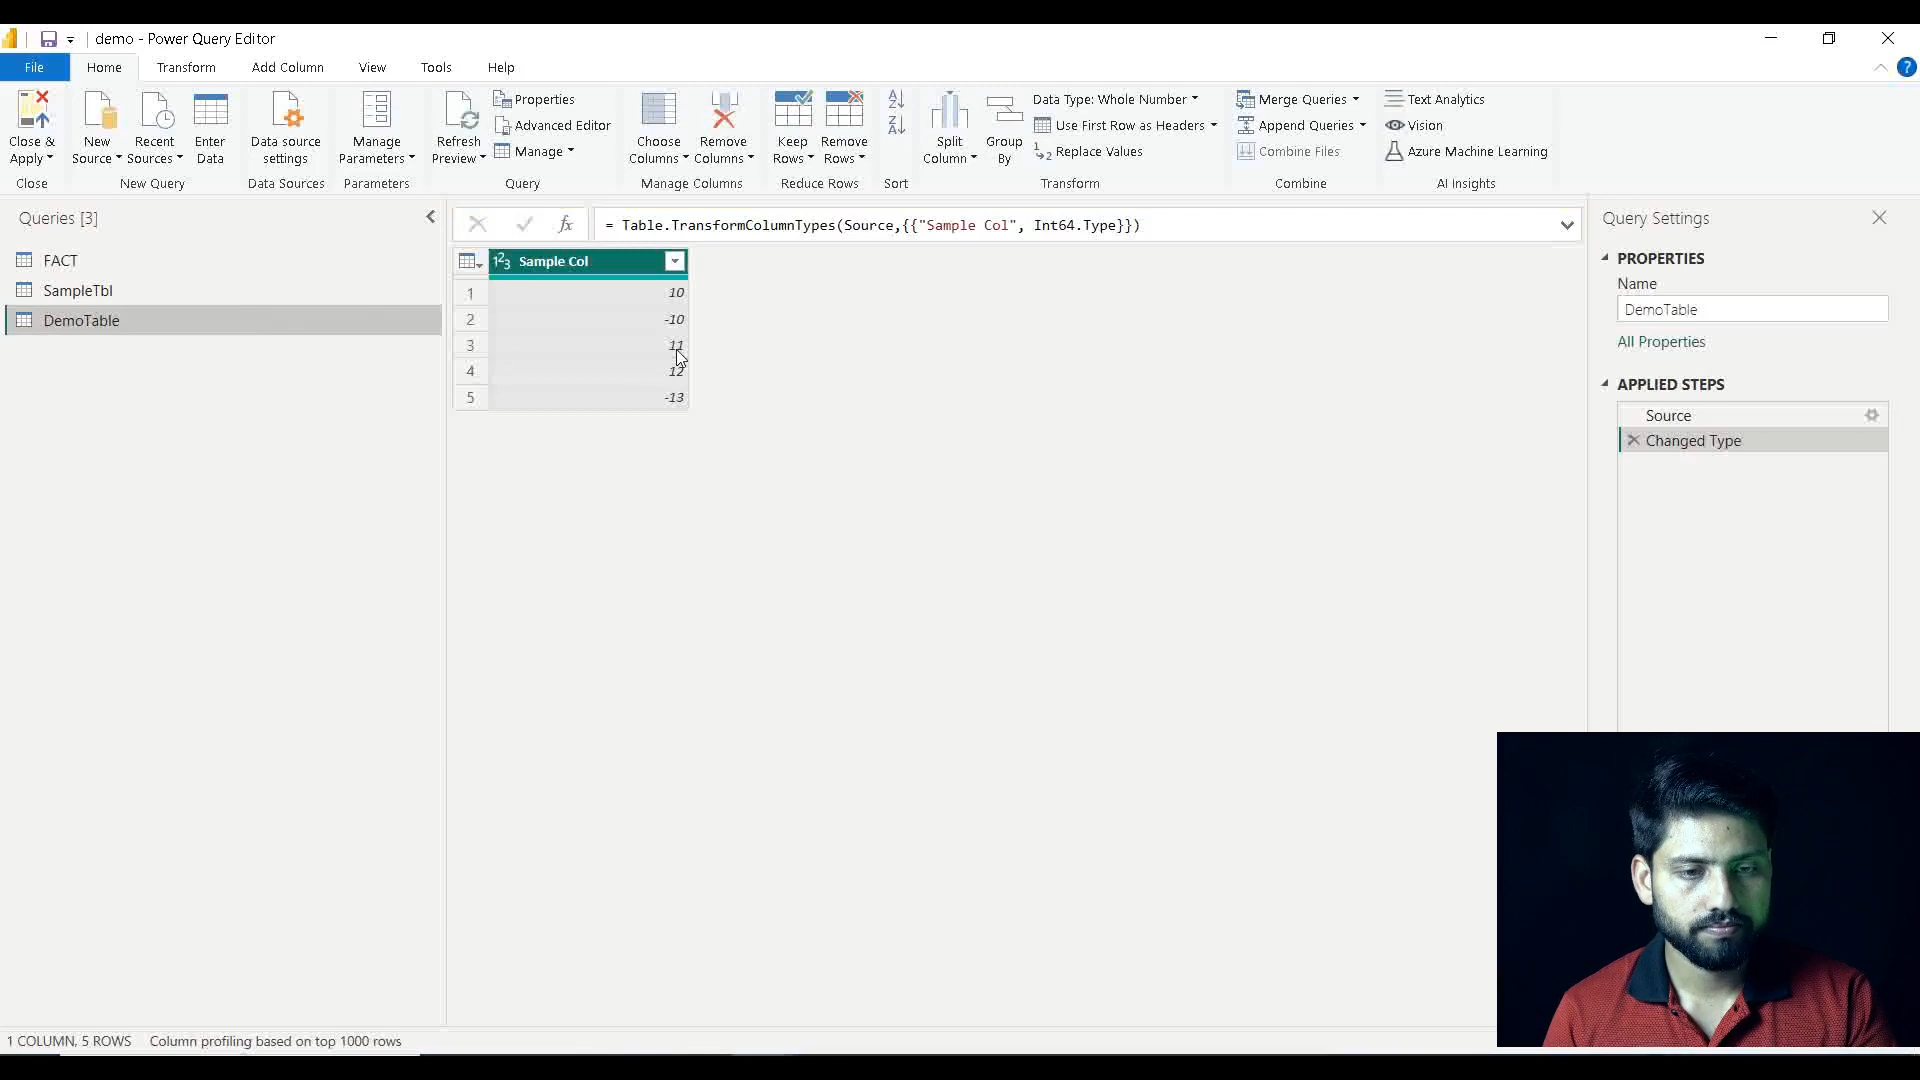 demo - Power Query Editor
File
Home
Transform
Add Column
View
Tools
Help
?
Close &
Apply
Close
New
Source
Recent
Sources
Enter
Data
New Query
Data source
settings
Data Sources
Manage
Parameters
Parameters
Refresh
Preview
Properties
Advanced Editor
Manage
Query
Choose
Columns
Remove
Columns
Manage Columns
Keep
Rows
Remove
Rows
Reduce Rows
A
Z
Z
A
Sort
Split
Column
Group
By
Data Type: Whole Number
Use First Row as Headers
1
2
Replace Values
Transform
Merge Queries
Append Queries
Combine Files
Combine
Text Analytics
Vision
Azure Machine Learning
AI Insights
Queries [3]
FACT
SampleTbl
DemoTable
fx
= Table.TransformColumnTypes(Source,{{"Sample Col", Int64.Type}})
123 Sample Col
1 10
2 -10
3 11
4 12
5 -13
Query Settings
PROPERTIES
Name
DemoTable
All Properties
APPLIED STEPS
Source
Changed Type
1 COLUMN, 5 ROWS
Column profiling based on top 1000 rows